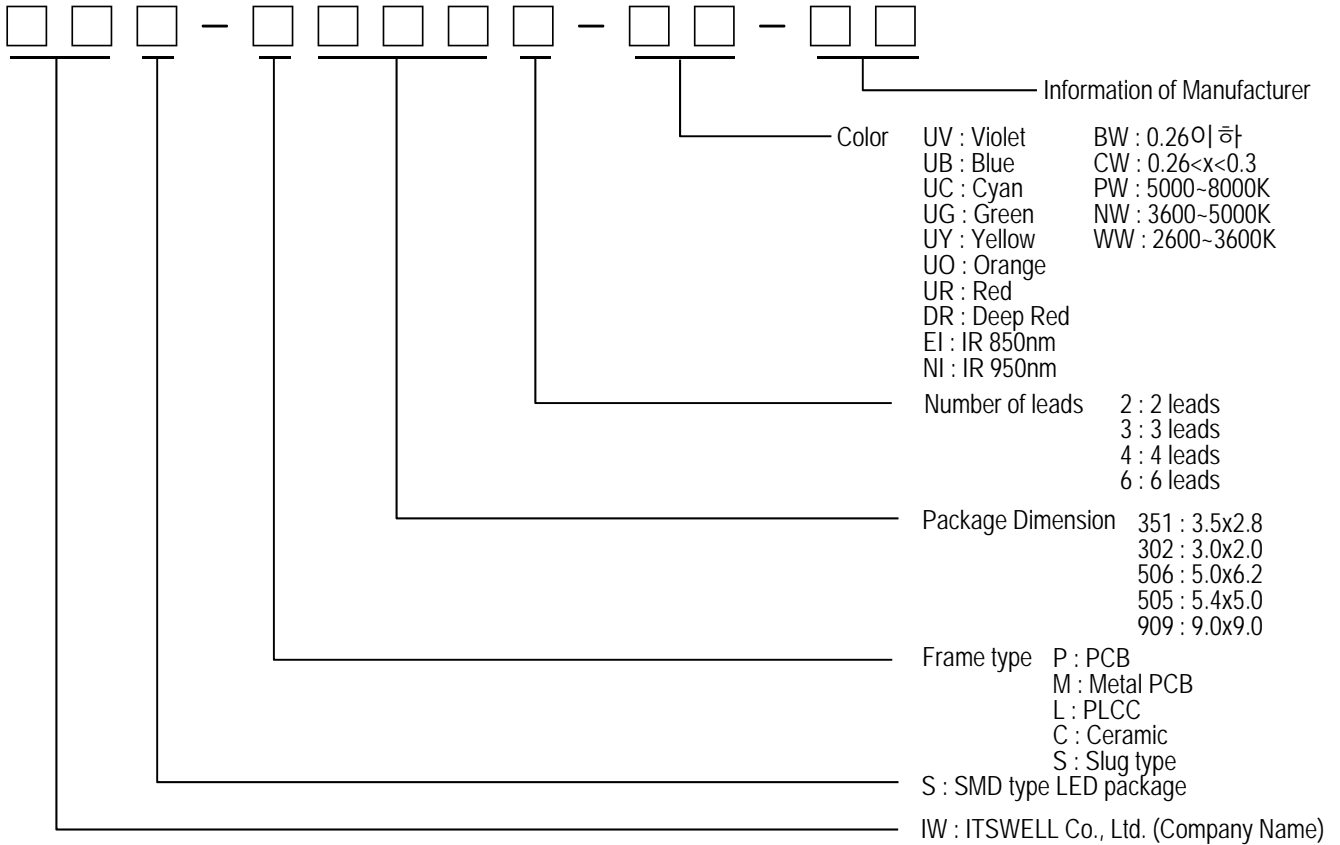 Information of Manufacturer
Color UV : Violet BW : 0.26이하
UB : Blue CW : 0.26<x<0.3
UC : Cyan PW : 5000~8000K
UG : Green NW : 3600~5000K
UY : Yellow WW : 2600~3600K
UO : Orange
UR : Red
DR : Deep Red
EI : IR 850nm
NI : IR 950nm
Number of leads 2 : 2 leads
3 : 3 leads
4 : 4 leads
6 : 6 leads
Package Dimension 351 : 3.5x2.8
302 : 3.0x2.0
506 : 5.0x6.2
505 : 5.4x5.0
909 : 9.0x9.0
Frame type P : PCB
M : Metal PCB
L : PLCC
C : Ceramic
S : Slug type
S : SMD type LED package
IW : ITSWELL Co., Ltd. (Company Name)